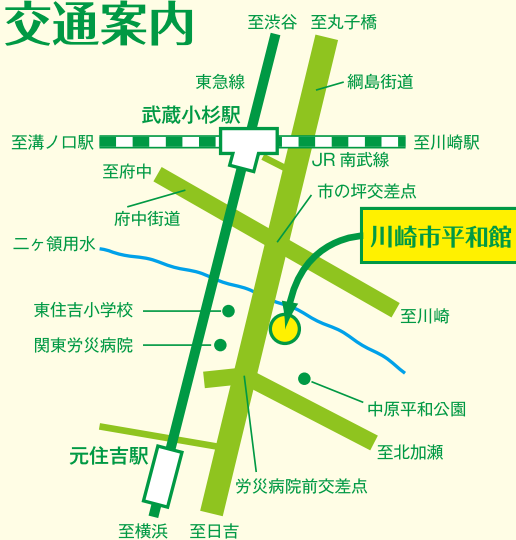 交通案内
至渋谷
至丸子橋
東急線
綱島街道
武蔵小杉駅
至溝ノ口駅
至川崎駅
JR南武線
至府中
市の坪交差点
府中街道
川崎市平和館
二ヶ領用水
東住吉小学校
至川崎
関東労災病院
中原平和公園
元住吉駅
至北加瀬
労災病院前交差点
至横浜
至日吉